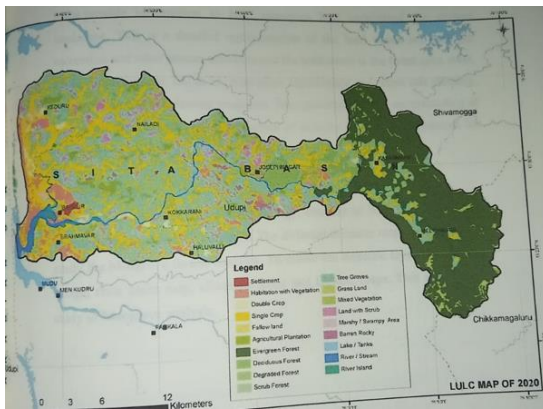 Shivamogga
NAILADI
S I T A B A S
KOKKARNE
Udupi
HALUVALLI
BRAHMAVAR
MUDU
MEN KUDRU
KARKALA
Chikkamagaluru
Legend
Settlement
Habitation with Vegetation
Double Crop
Single Crop
Fallow land
Agricultural Plantation
Evergreen Forest
Deciduous Forest
Degraded Forest
Scrub Forest
Tree Groves
Grass Land
Mixed Vegetation
Land with Scrub
Marshy / Swampy Area
Barren Rocky
Lake / Tanks
River / Stream
River Island
0 3 6 12
Kilometers
LULC MAP OF 2020